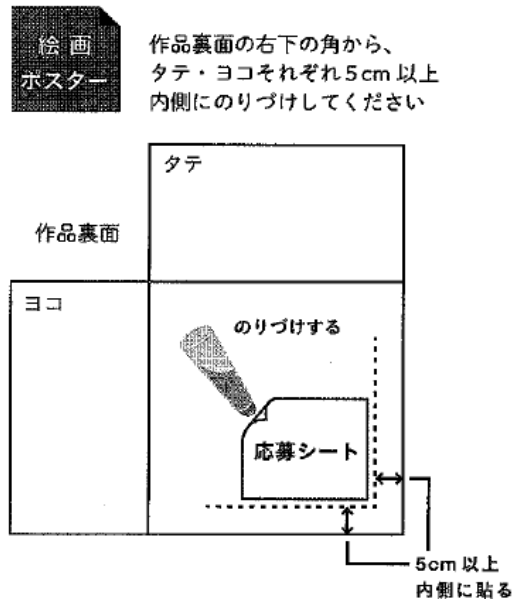 絵画
ポスター
作品裏面の右下の角から、
タテ・ヨコそれぞれ5cm 以上
内側にのりづけしてください
タテ
作品裏面
ヨコ
のりづけする
応募シート
5cm 以上
内側に貼る